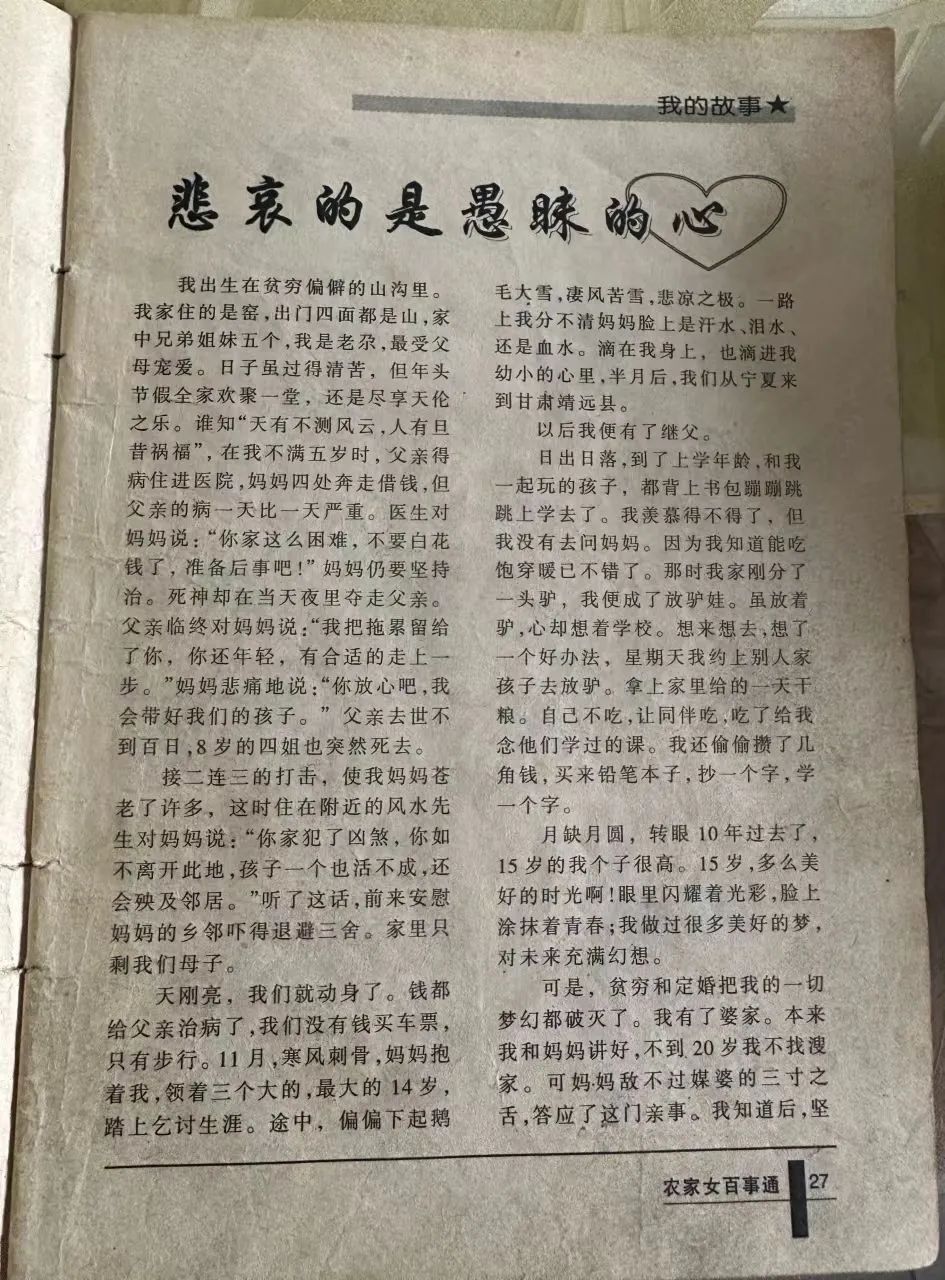 我的故事★
悲哀的是愚昧的心
我出生在贫穷偏僻的山沟里。
我家住的是窑,出门四面都是山,家
中兄弟姐妹五个,我是老尕,最受父
母宠爱。日子虽过得清苦，但年头
节假全家欢聚一堂，还是尽享天伦
之乐。谁知“天有不测风云,人有旦
昔祸福”，在我不满五岁时，父亲得
病住进医院,妈妈四处奔走借钱,但
父亲的病一天比一天严重。医生对
妈妈说：“你家这么困难，不要白花
钱了，准备后事吧!”妈妈仍要坚持
治。死神却在当天夜里夺走父亲。
父亲临终对妈妈说：“我把拖累留给
了你，你还年轻，有合适的走上一
步。”妈妈悲痛地说：“你放心吧,我
会带好我们的孩子。”父亲去世不
到百日,8岁的四姐也突然死去。
接二连三的打击，使我妈妈苍
老了许多，这时住在附近的风水先
生对妈妈说：“你家犯了凶煞，你如
不离开此地,孩子一个也活不成,还
会殃及邻居。”听了这话,前来安慰
妈妈的乡邻吓得退避三舍。家里只
剩我们母子。
天刚亮，我们就动身了。钱都
给父亲治病了,我们没有钱买车票,
只有步行。11月,寒风刺骨,妈妈抱
着我,领着三个大的,最大的14岁,
踏上乞讨生涯。途中，偏偏下起鹅
毛大雪,凄风苦雪,悲凉之极。一路
上我分不清妈妈脸上是汗水、泪水、
还是血水。滴在我身上，也滴进我
幼小的心里,半月后,我们从宁夏来
到甘肃靖远县。
以后我便有了继父。
日出日落,到了上学年龄,和我
一起玩的孩子，都背上书包蹦蹦跳
跳上学去了。我羡慕得不得了，但
我没有去问妈妈。因为我知道能吃
饱穿暖已不错了。那时我家刚分了
一头驴，我便成了放驴娃。虽放着
驴,心却想着学校。想来想去,想了
一个好办法，星期天我约上别人家
孩子去放驴。拿上家里给的一天干
粮。自己不吃,让同伴吃,吃了给我
念他们学过的课。我还偷偷攒了几
角钱，买来铅笔本子，抄一个字，学
一个字。
月缺月圆，转眼10年过去了，
15岁的我个子很高。15岁,多么美
好的时光啊!眼里闪耀着光彩,脸上
涂抹着青春;我做过很多美好的梦,
对未来充满幻想。
可是，贫穷和定婚把我的一切
梦幻都破灭了。我有了婆家。本来
我和妈妈讲好,不到20岁我不找溲
家。可妈妈敌不过媒婆的三寸之
舌,答应了这门亲事。我知道后,坚
农家女百事通 27